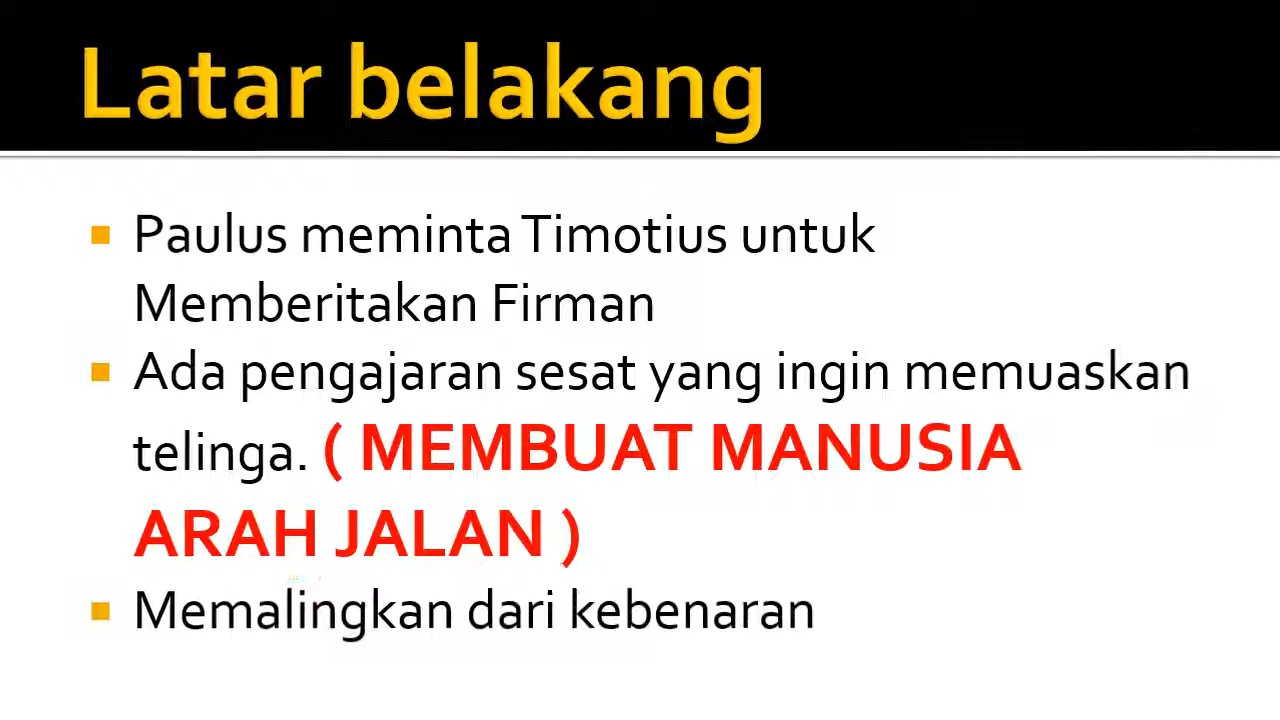 Latar belakang
Paulus meminta Timotius untuk
Memberitakan Firman
Ada pengajaran sesat yang ingin memuaskan
telinga. ( MEMBUAT MANUSIA
ARAH JALAN )
Memalingkan dari kebenaran